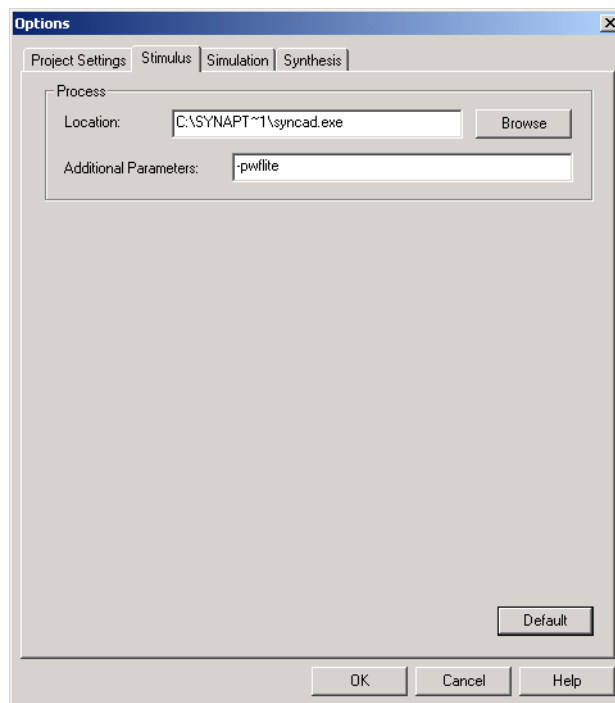 Options
Project Settings Stimulus Simulation Synthesis
Process
Location: C:\SYNAPT~1\syncad.exe Browse
Additional Parameters: -pwflite
Default
OK Cancel Help